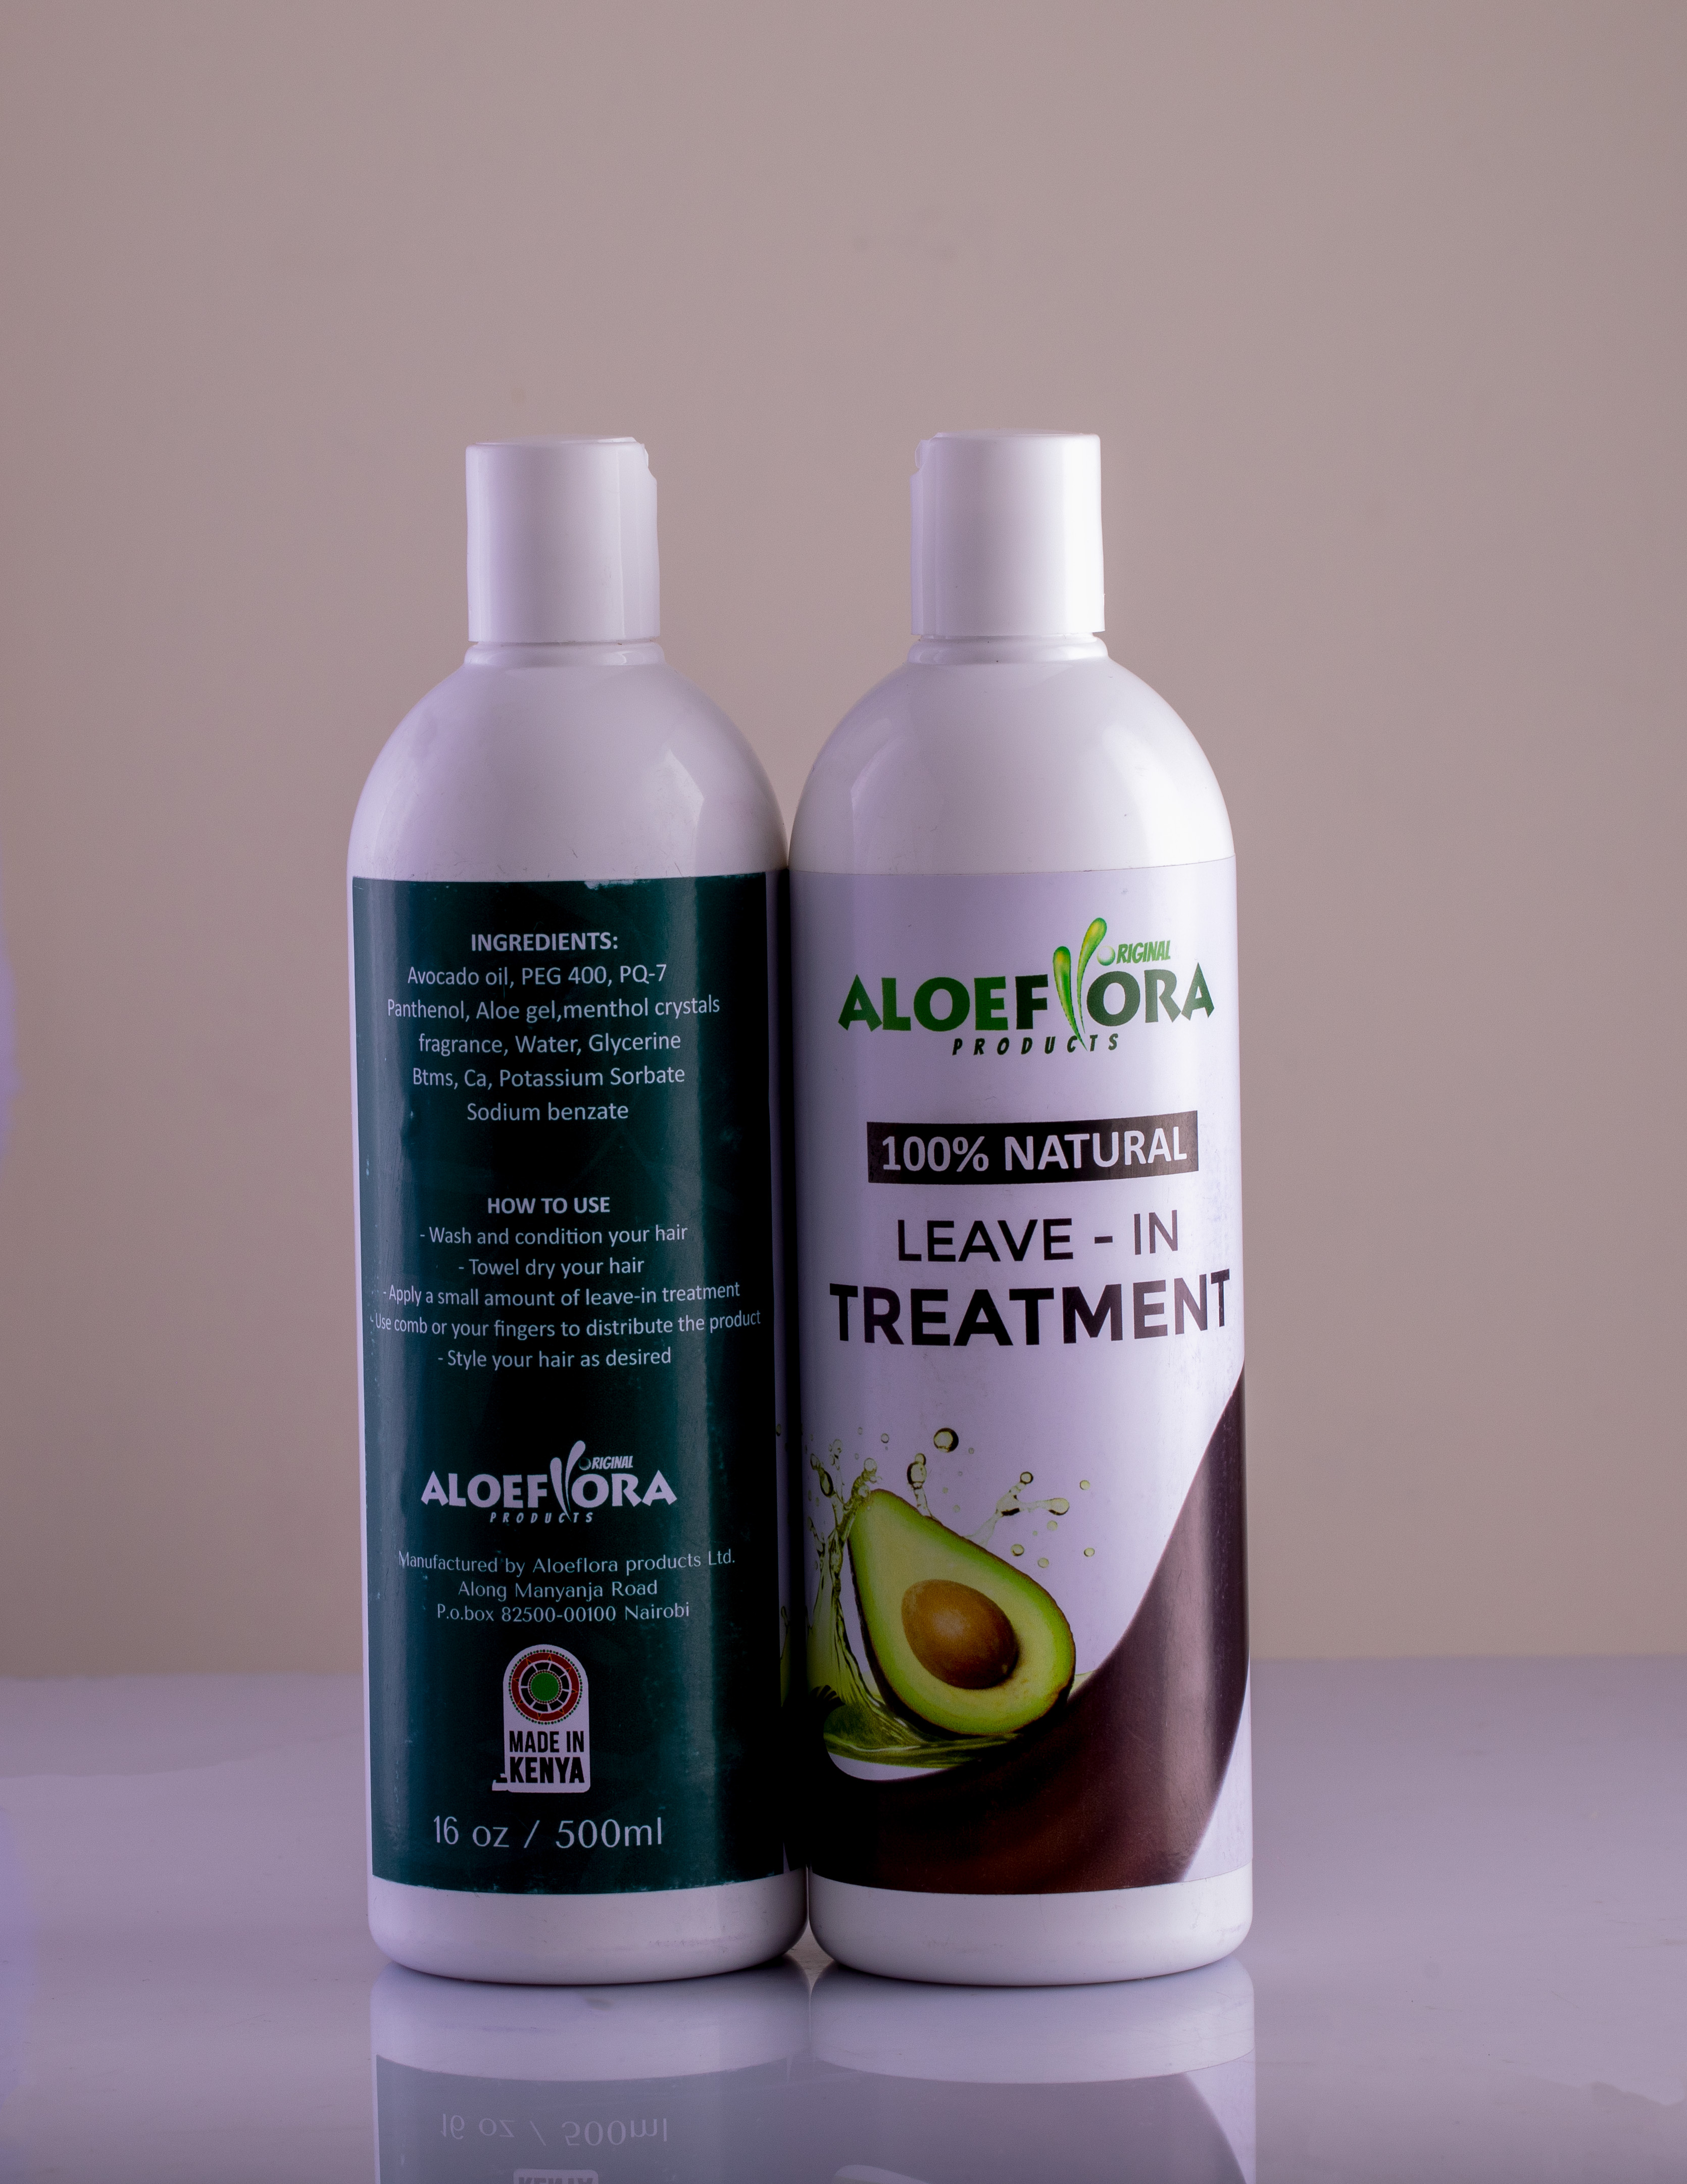 INGREDIENTS:
Avocado oil, PEG 400, PQ-7
Panthenol, Aloe gel,menthol crystals
fragrance, Water, Glycerine
Btms, Ca, Potassium Sorbate
Sodium benzate
HOW TO USE
- Wash and condition your hair
- Towel dry your hair
- Apply a small amount of leave-in treatment
- Use comb or your fingers to distribute the product
- Style your hair as desired
ORIGINAL
ALOEFLORA
PRODUCTS
Manufactured by Aloeflora products Ltd.
Along Manyanja Road
P.o.box 82500-00100 Nairobi
MADE IN
KENYA
16 oz / 500ml
ORIGINAL
ALOEFLORA
PRODUCTS
100% NATURAL
LEAVE - IN
TREATMENT
16 oz / 500ml
KENYA